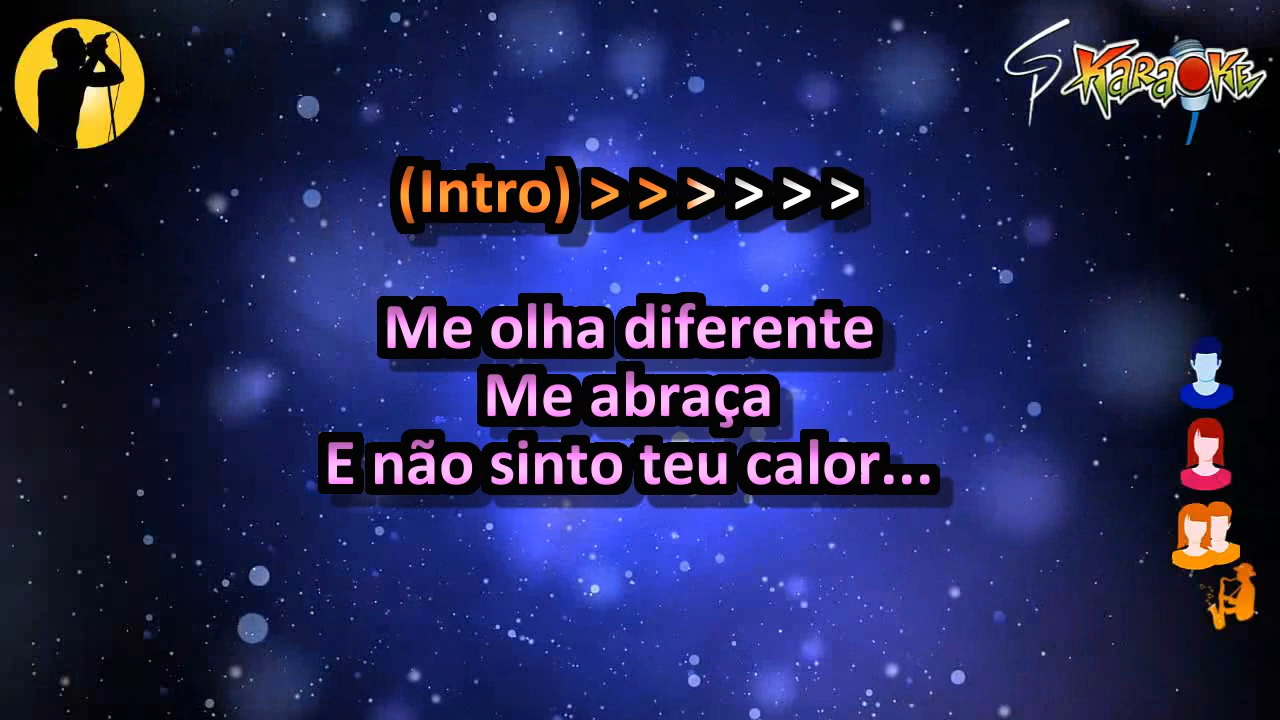 Karaoke
(Intro) > > > > > >
Me olha diferente
Me abraça
E não sinto teu calor...